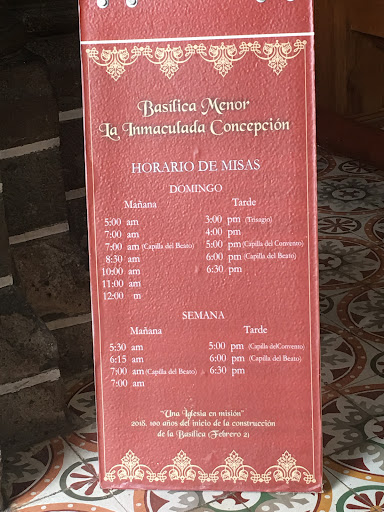 Basílica Menor
La Inmaculada Concepción
HORARIO DE MISAS
DOMINGO
Mañana Tarde
5:00 am 3:00 pm (Trisagio)
7:00 am 4:00 pm
7:00 am (Capilla del Beato) 5:00 pm (Capilla del Convento)
8:30 am 6:00 pm (Capilla del Beato)
10:00 am 6:30 pm
11:00 am
12:00 m
SEMANA
Mañana Tarde
5:30 am 5:00 pm (Capilla delConvento)
6:15 am 6:00 pm (Capilla del Beato)
7:00 am (Capilla del Beato) 6:30 pm
7:00 am
"Una Iglesia en misión"
2018, 100 años del inicio de la construcción
de la Basílica (Febrero 2)